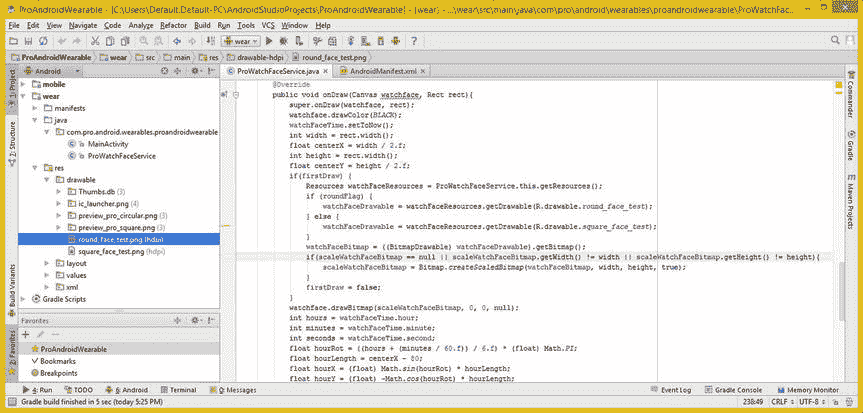 ProAndroidWearable - [C:\Users\Default.Default-PC\AndroidStudioProjects\ProAndroidWearable] - [wear] - ...\wear\src\main\java\com\pro\android\wearables\proandroidwearable\ProWatchFac...
File Edit View Navigate Code Analyze Refactor Build Run Tools VCS Window Help
wear
ProAndroidWearable wear src main res drawable-hdpi round_face_test.png
Android
ProWatchFaceService.java
AndroidManifest.xml
1: Project
7: Structure
Build Variants
2: Favorites
mobile
wear
manifests
java
com.pro.android.wearables.proandroidwearable
MainActivity
ProWatchFaceService
res
drawable
Thumbs.db (3)
ic_launcher.png (4)
preview_pro_circular.png (4)
preview_pro_square.png (4)
round_face_test.png (hdpi)
square_face_test.png (hdpi)
layout
values
xml
Gradle Scripts
Favorites
ProAndroidWearable
Bookmarks
Breakpoints
@Override
public void onDraw(Canvas watchface, Rect rect){
super.onDraw(watchface, rect);
watchface.drawColor(BLACK);
watchFaceTime.setToNow();
int width = rect.width();
float centerX = width / 2.f;
int height = rect.width();
float centerY = height / 2.f;
if(firstDraw) {
Resources watchFaceResources = ProWatchFaceService.this.getResources();
if (roundFlag) {
watchFaceDrawable = watchFaceResources.getDrawable(R.drawable.round_face_test);
} else {
watchFaceDrawable = watchFaceResources.getDrawable(R.drawable.square_face_test);
}
watchFaceBitmap = ((BitmapDrawable) watchFaceDrawable).getBitmap();
if(scaleWatchFaceBitmap == null || scaleWatchFaceBitmap.getWidth() != width || scaleWatchFaceBitmap.getHeight() != height){
scaleWatchFaceBitmap = Bitmap.createScaledBitmap(watchFaceBitmap, width, height, true);
}
firstDraw = false;
}
watchface.drawBitmap(scaleWatchFaceBitmap, 0, 0, null);
int hours = watchFaceTime.hour;
int minutes = watchFaceTime.minute;
int seconds = watchFaceTime.second;
float hourRot = ((hours + (minutes / 60.f)) / 6.f) * (float) Math.PI;
float hourLength = centerX - 80;
float hourX = (float) Math.sin(hourRot) * hourLength;
float hourY = (float) -Math.cos(hourRot) * hourLength;
Commander
Gradle
Maven Projects
4: Run TODO 6: Android Terminal 0: Messages Event Log Gradle Console Memory Monitor
Gradle build finished in 5 sec (today 5:25 PM) 238:49 CRLF UTF-8